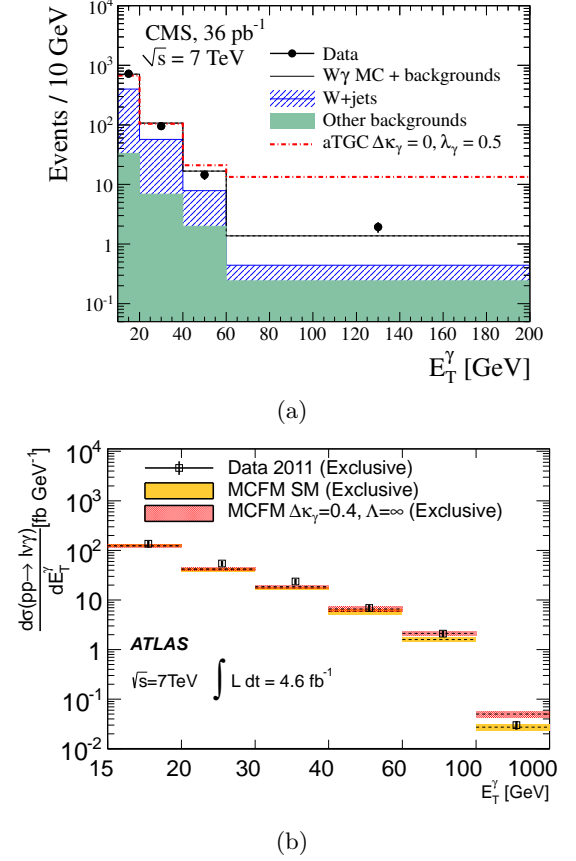 CMS, 36 pb⁻¹
√s = 7 TeV
Data
Wγ MC + backgrounds
W+jets
Other backgrounds
aTGC Δκγ = 0, λγ = 0.5
Events / 10 GeV
10³
10²
10
1
10⁻¹
20 40 60 80 100 120 140 160 180 200
E_T^γ [GeV]
(a)
Data 2011 (Exclusive)
MCFM SM (Exclusive)
MCFM Δκγ=0.4, Λ=∞ (Exclusive)
dσ(pp→ lνγ)
dE_T^γ
[fb GeV⁻¹]
10⁴
10³
10²
10
1
10⁻¹
10⁻²
ATLAS
√s=7TeV ∫ L dt = 4.6 fb⁻¹
15 20 30 40 60 100 1000
E_T^γ [GeV]
(b)